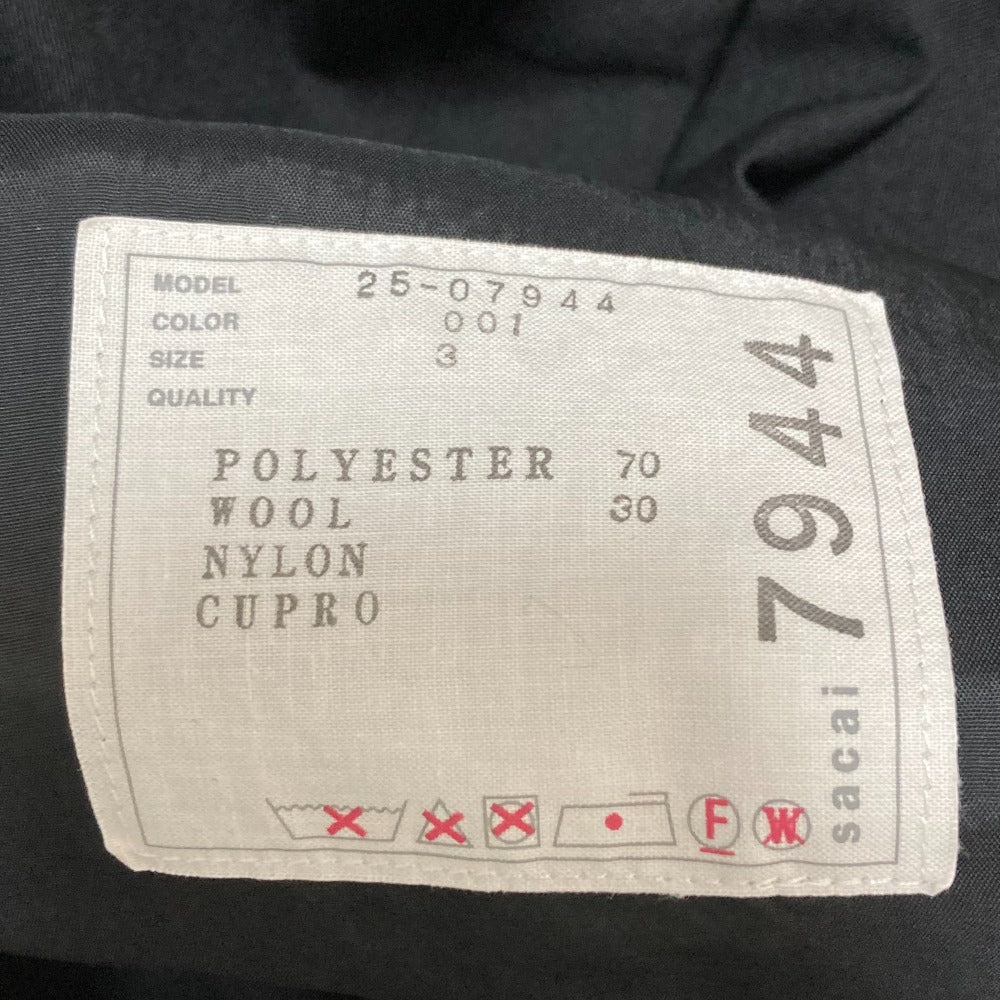 MODEL 25-07944
COLOR 001
SIZE 3
QUALITY
POLYESTER 70
WOOL 30
NYLON
CUPRO
sacai 7944
F W